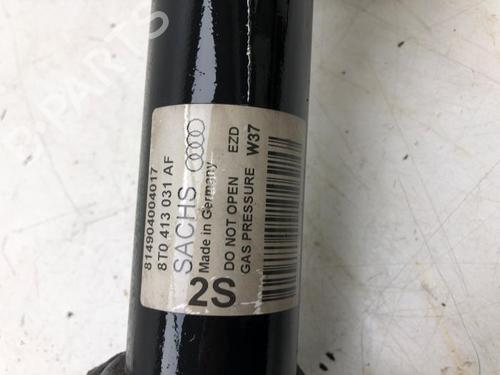 814904004017
8T0 413 031 AF
SACHS
Made in Germany
DO NOT OPEN EZD
GAS PRESSURE W37
2S